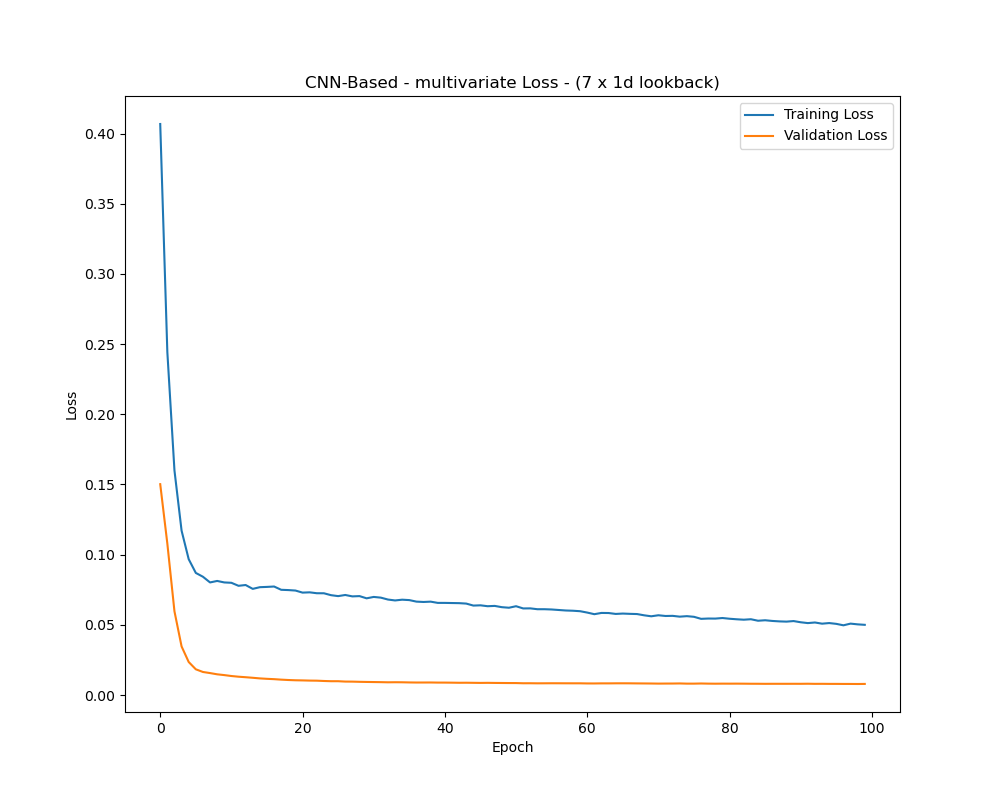 CNN-Based - multivariate Loss - (7 x 1d lookback)
Training Loss
Validation Loss
0.40
0.35
0.30
0.25
0.20
0.15
0.10
0.05
0.00
Loss
0 20 40 60 80 100
Epoch